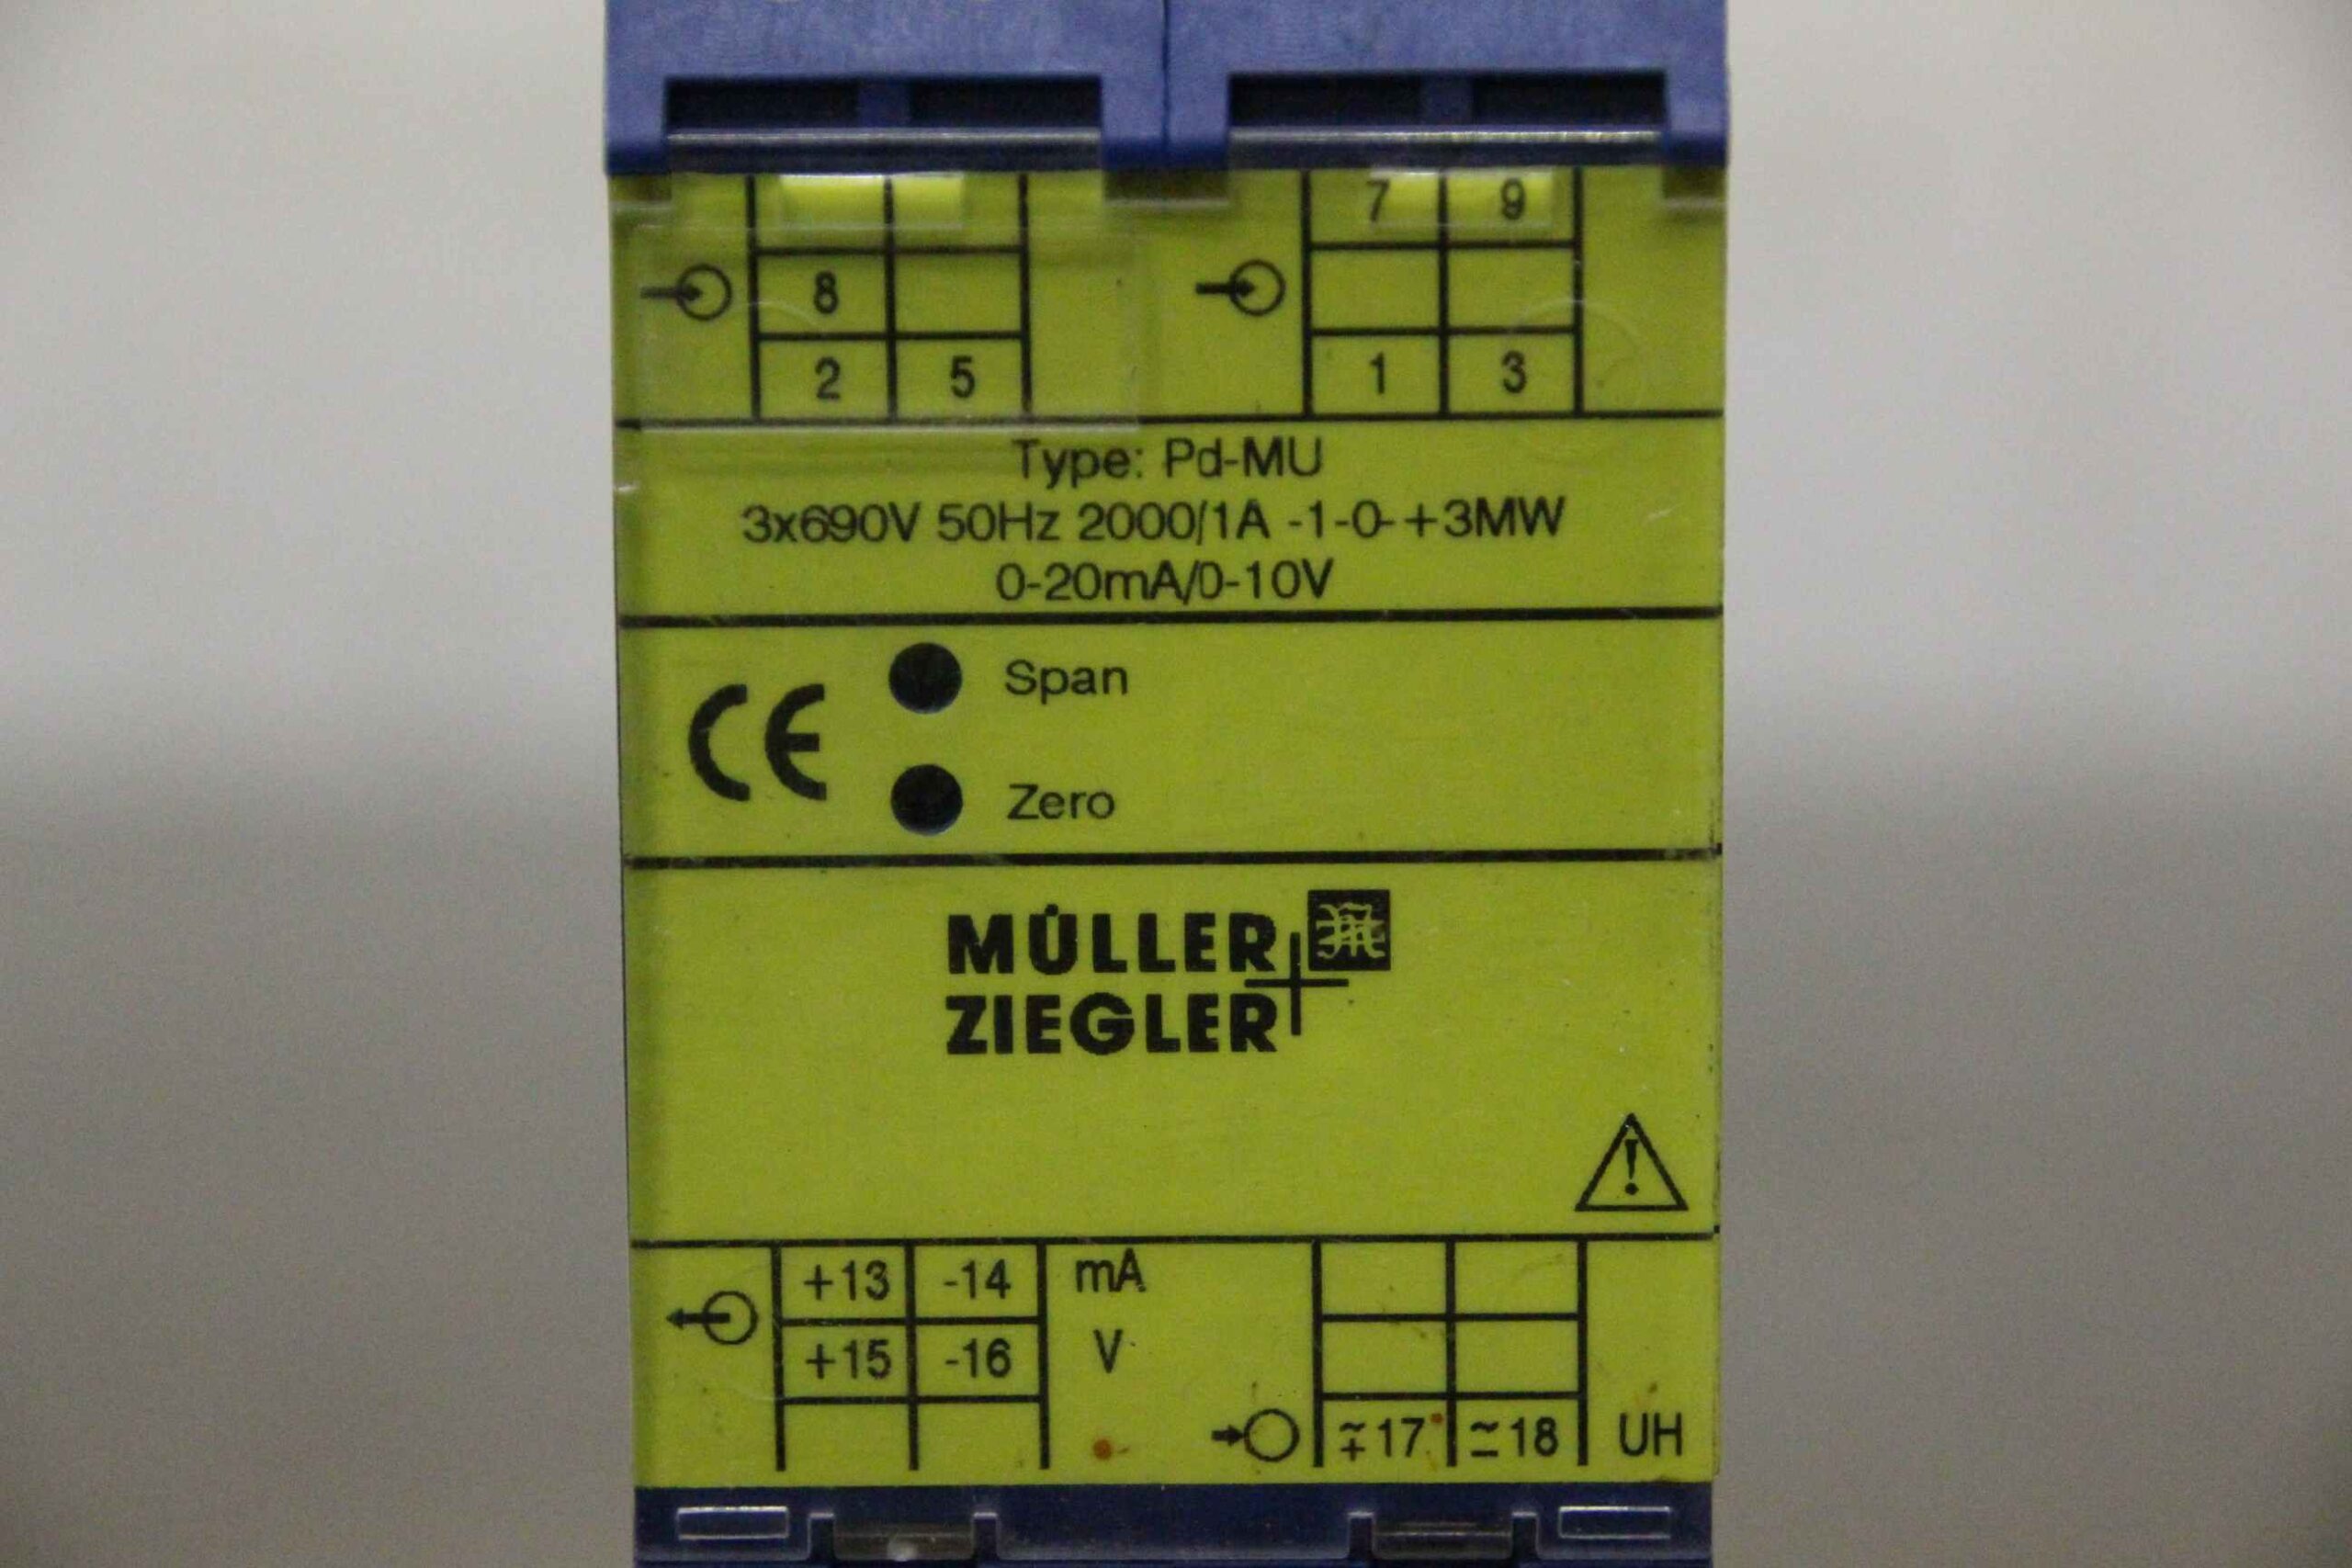 7 9
8
2 5 1 3
Type: Pd-MU
3x690V 50Hz 2000/1A -1-0-+3MW
0-20mA/0-10V
CE
Span
Zero
MÜLLER
ZIEGLER
+13 -14 mA
+15 -16 V
≂17 ≃18 UH